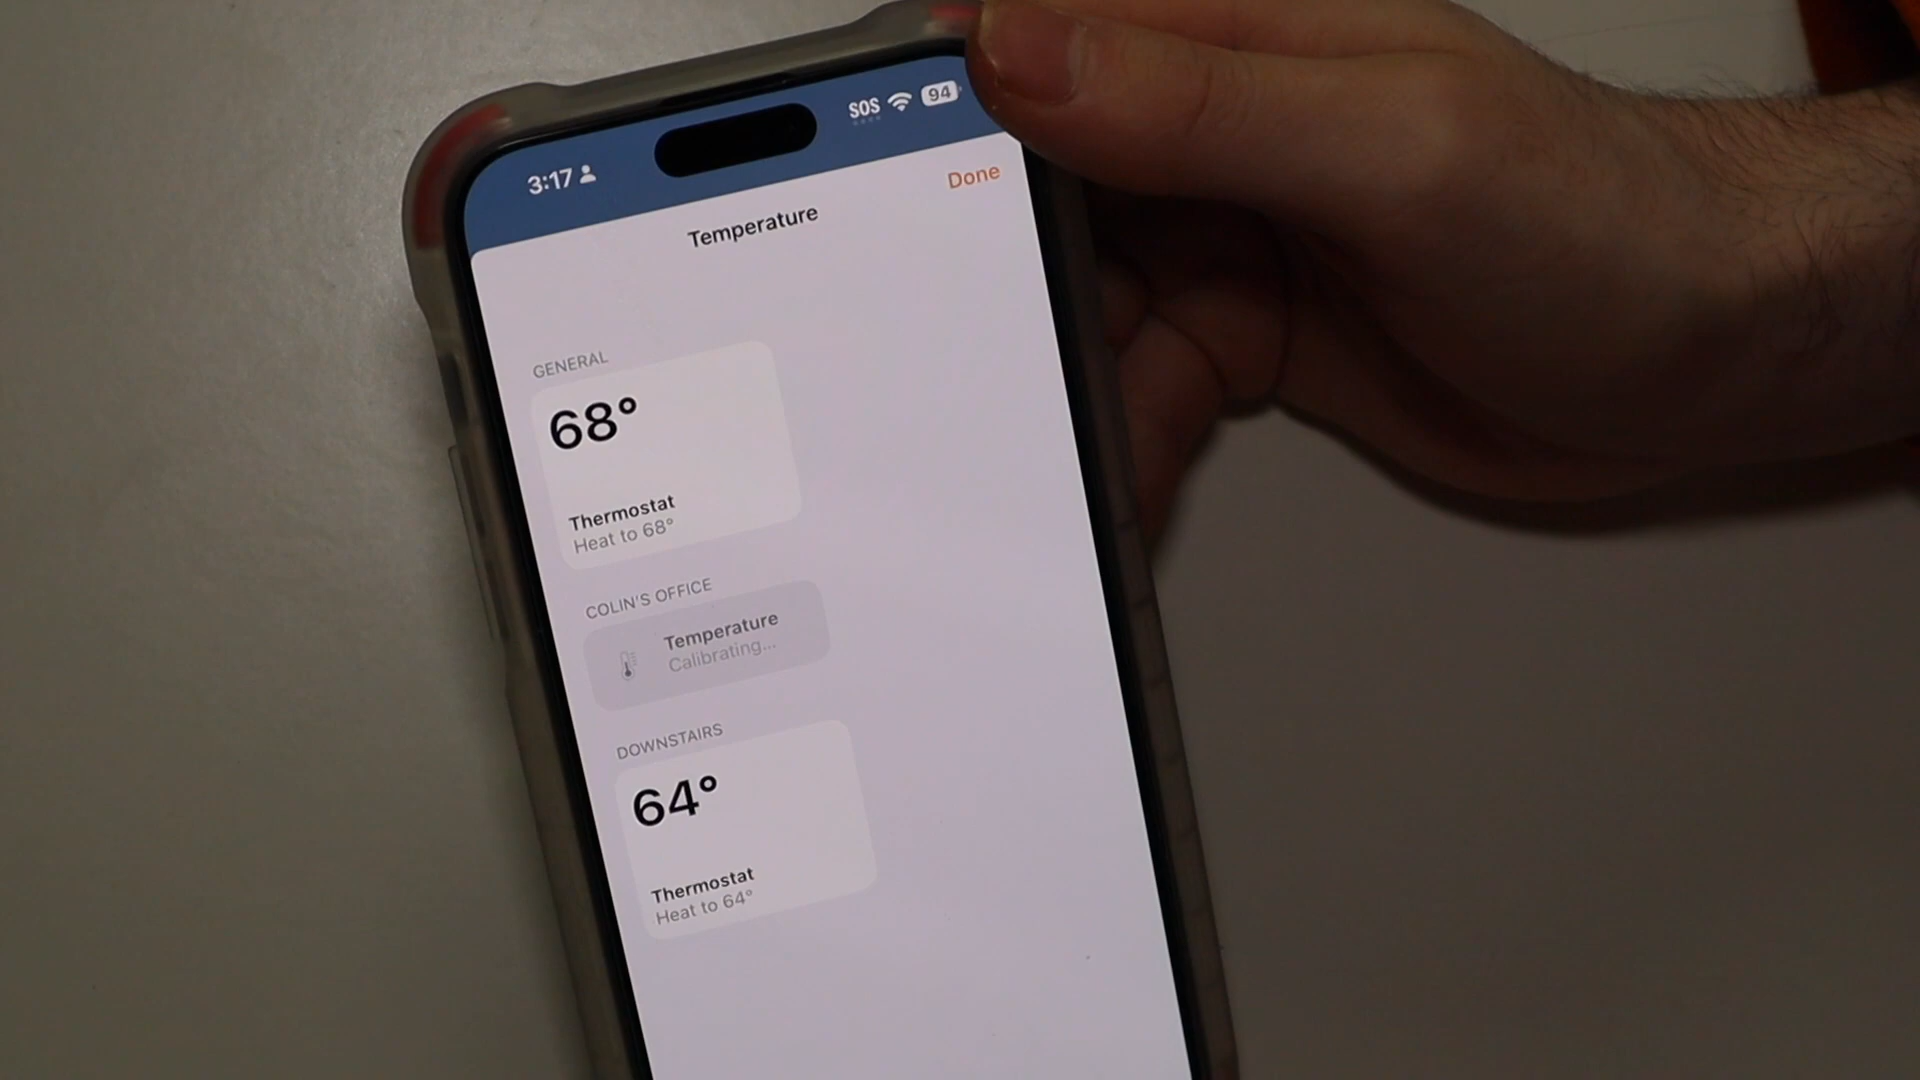 3:17 SOS 94
Done
Temperature
GENERAL
68°
Thermostat
Heat to 68°
COLIN'S OFFICE
Temperature
Calibrating...
DOWNSTAIRS
64°
Thermostat
Heat to 64°